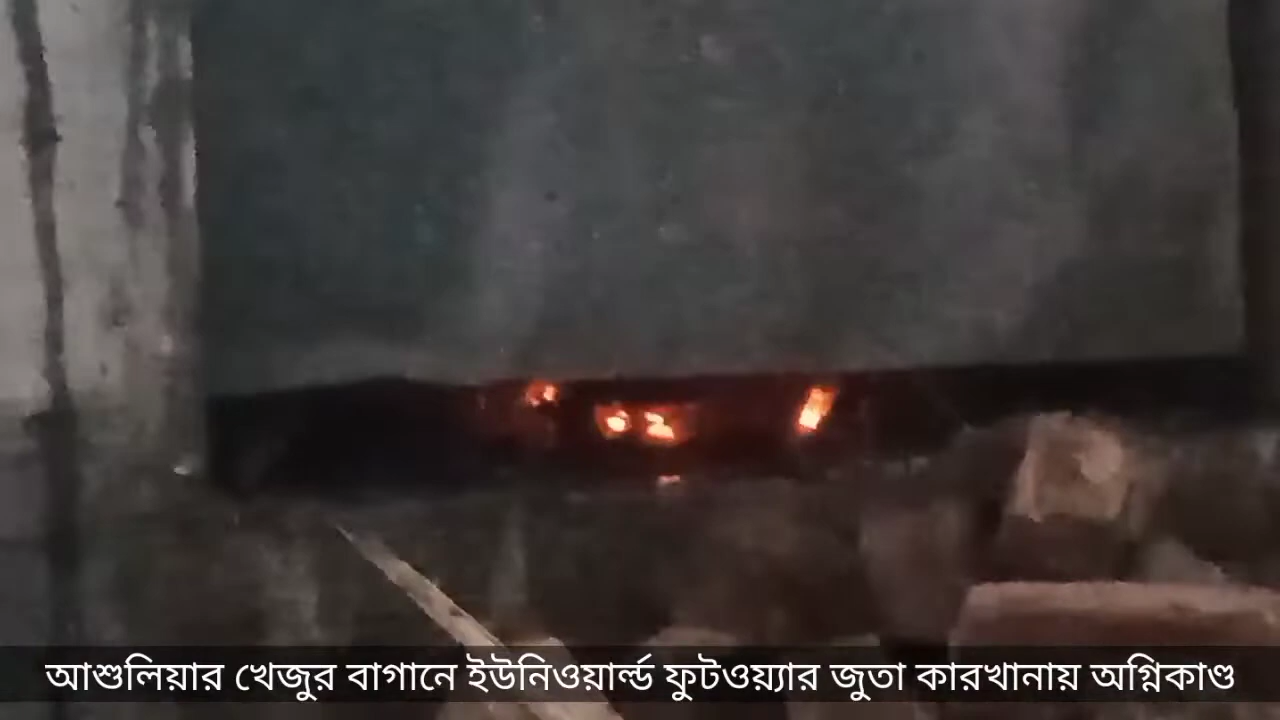 আশুলিয়ার খেজুর বাগানে ইউনিওয়ার্ল্ড ফুটওয়্যার জুতা কারখানায় অগ্নিকাণ্ড